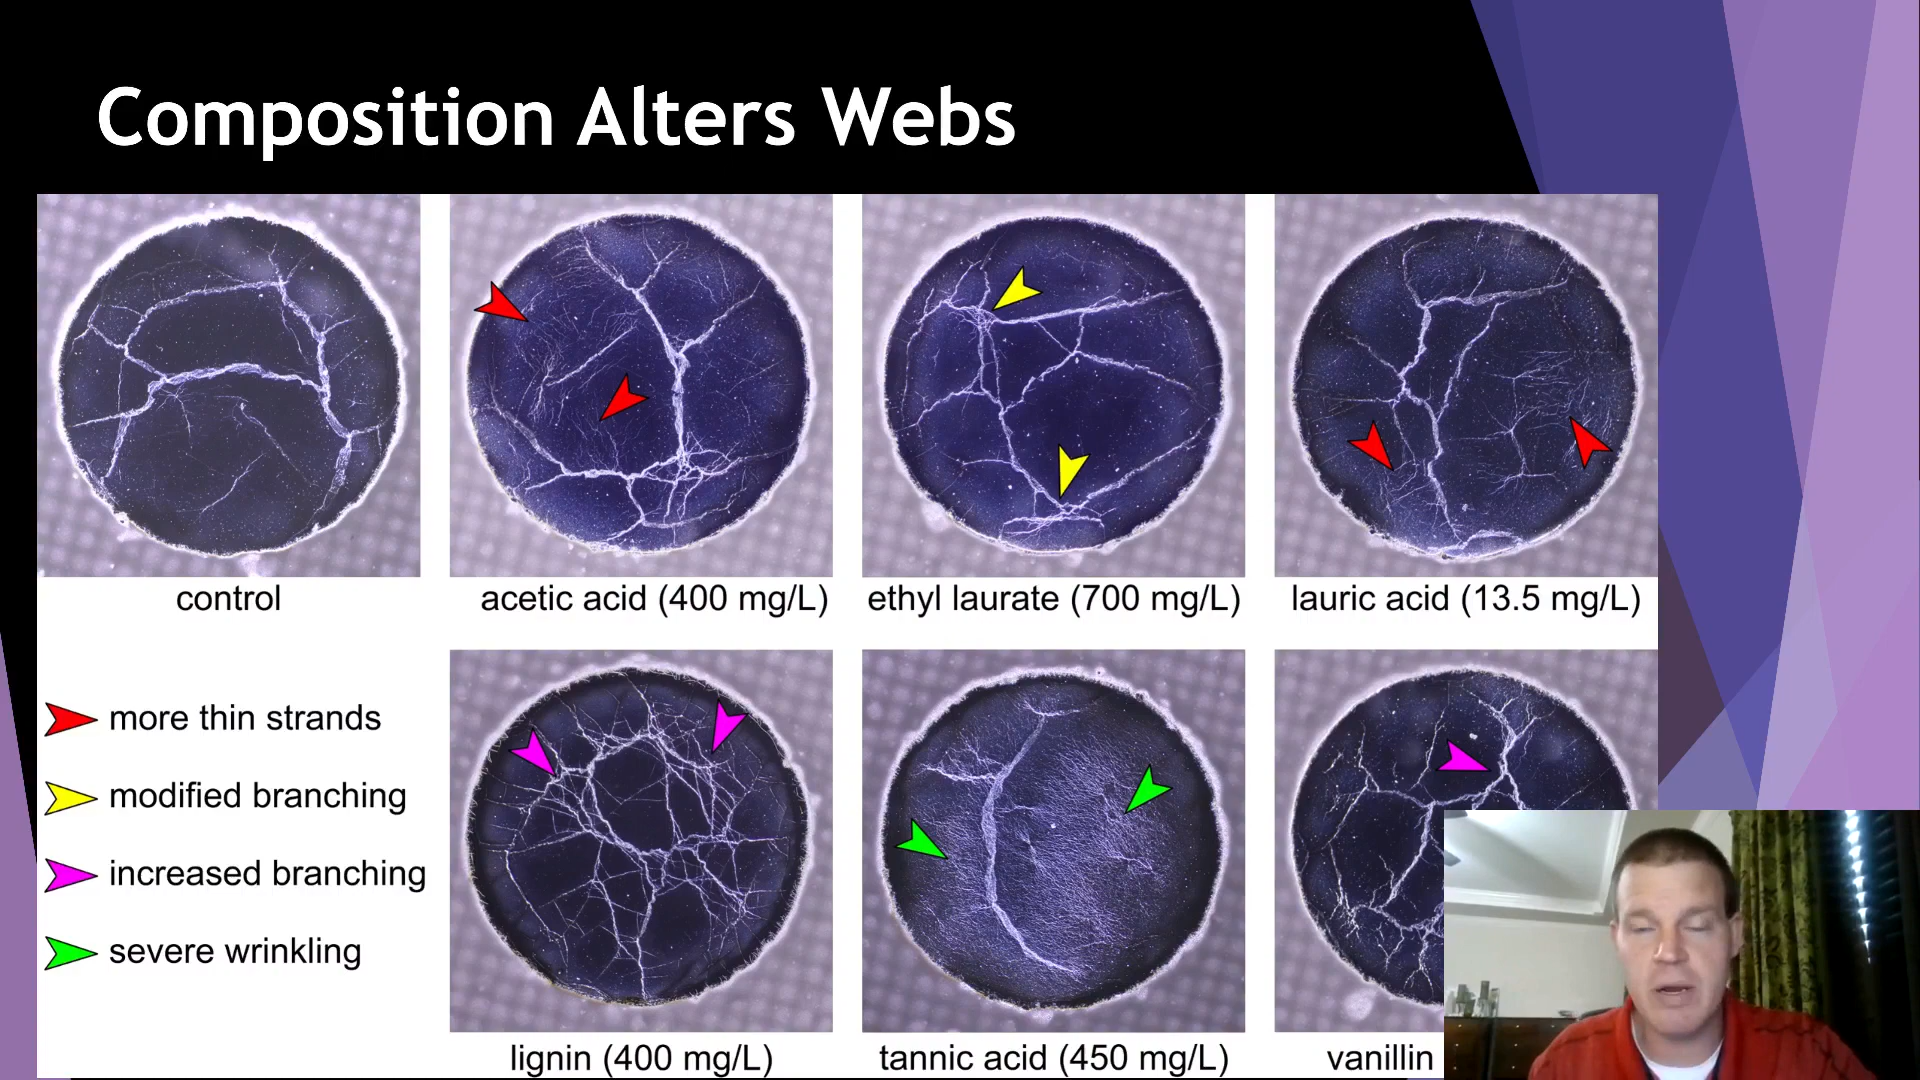 Composition Alters Webs
control
acetic acid (400 mg/L)
ethyl laurate (700 mg/L)
lauric acid (13.5 mg/L)
more thin strands
modified branching
increased branching
severe wrinkling
lignin (400 mg/L)
tannic acid (450 mg/L)
vanillin